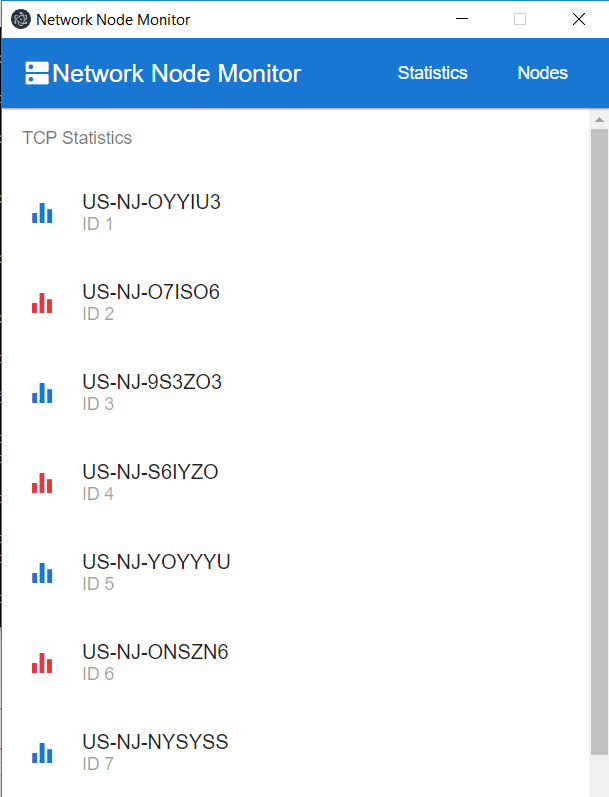 Network Node Monitor
Network Node Monitor Statistics Nodes
TCP Statistics
US-NJ-OYYIU3
ID 1
US-NJ-O7ISO6
ID 2
US-NJ-9S3ZO3
ID 3
US-NJ-S6IYZO
ID 4
US-NJ-YOYYYU
ID 5
US-NJ-ONSZN6
ID 6
US-NJ-NYSYSS
ID 7